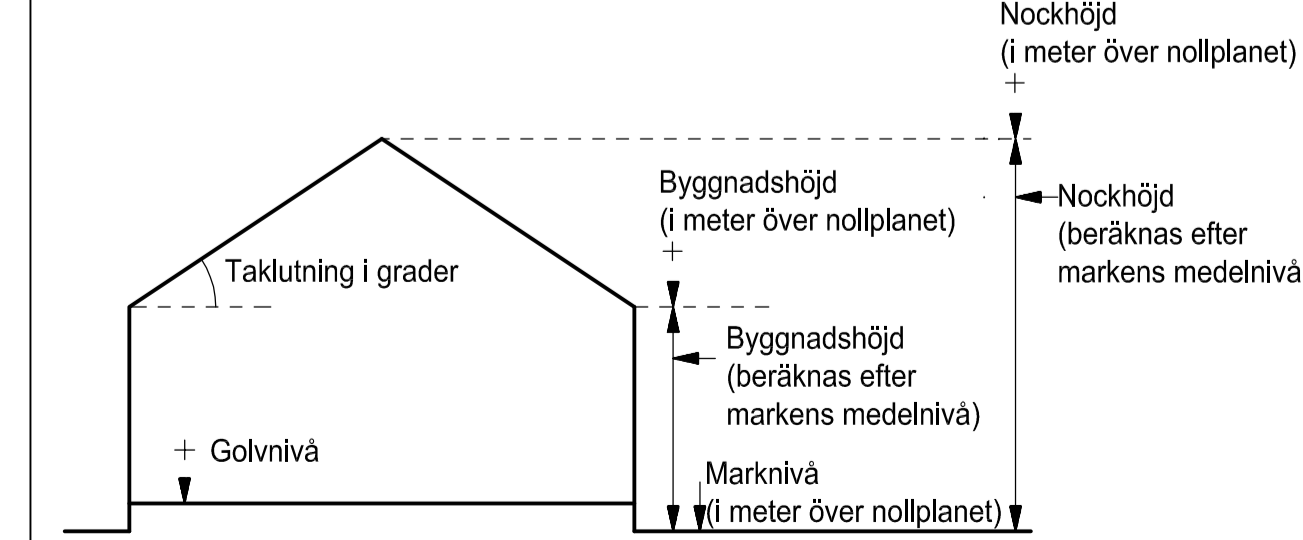 Nockhöjd
(i meter över nollplanet)
+
Byggnadshöjd
(i meter över nollplanet)
+
Nockhöjd
(beräknas efter
markens medelnivå
Taklutning i grader
Byggnadshöjd
(beräknas efter
markens medelnivå)
+ Golvnivå
Marknivå
(i meter över nollplanet)